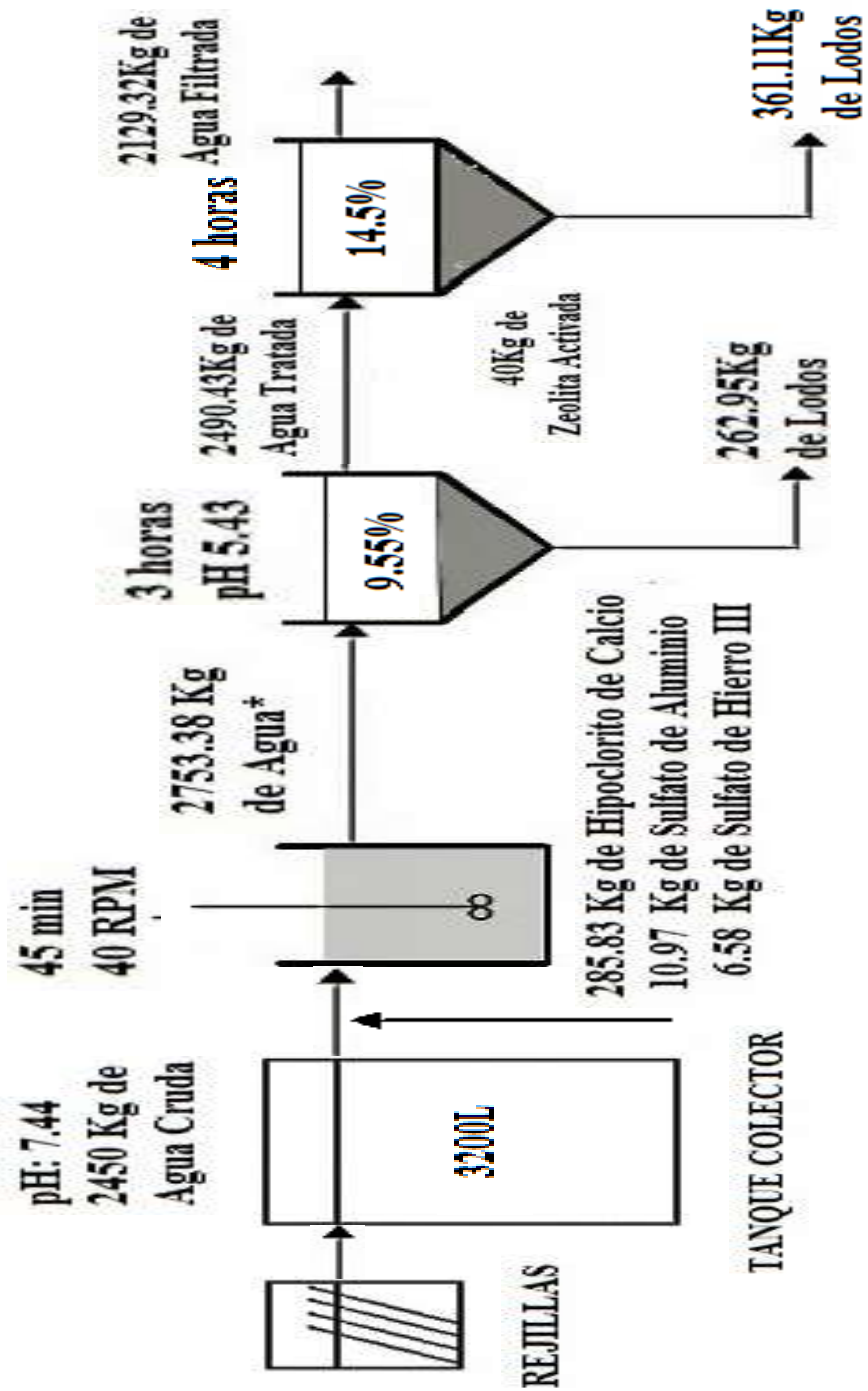 REJILLAS
pH: 7.44
2450 Kg de
Agua Cruda
3200L
TANQUE COLECTOR
45 min
40 RPM
285.83 Kg de Hipoclorito de Calcio
10.97 Kg de Sulfato de Aluminio
6.58 Kg de Sulfato de Hierro III
2753.38 Kg
de Agua*
3 horas
pH 5.43
9.55%
262.95Kg
de Lodos
2490.43Kg de
Agua Tratada
40Kg de
Zeolita Activada
4 horas
14.5%
2129.32Kg de
Agua Filtrada
361.11Kg
de Lodos